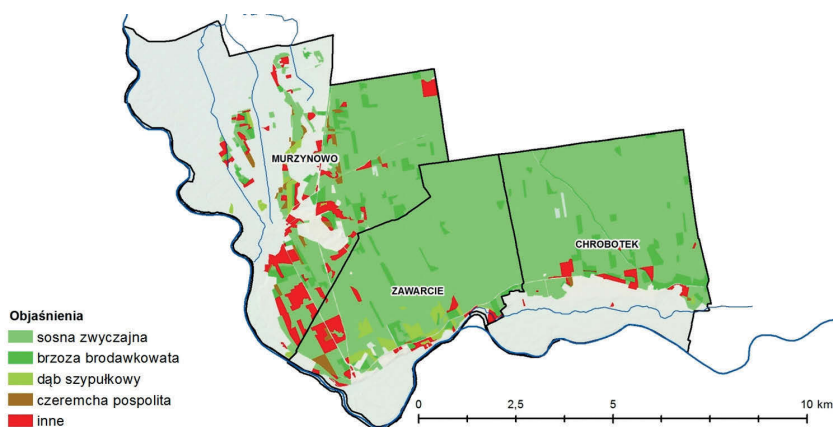 MURZYNOWO
CHROBOTEK
ZAWARCIE
Objaśnienia
sosna zwyczajna
brzoza brodawkowata
dąb szypułkowy
czeremcha pospolita
inne
0 2,5 5 10 km